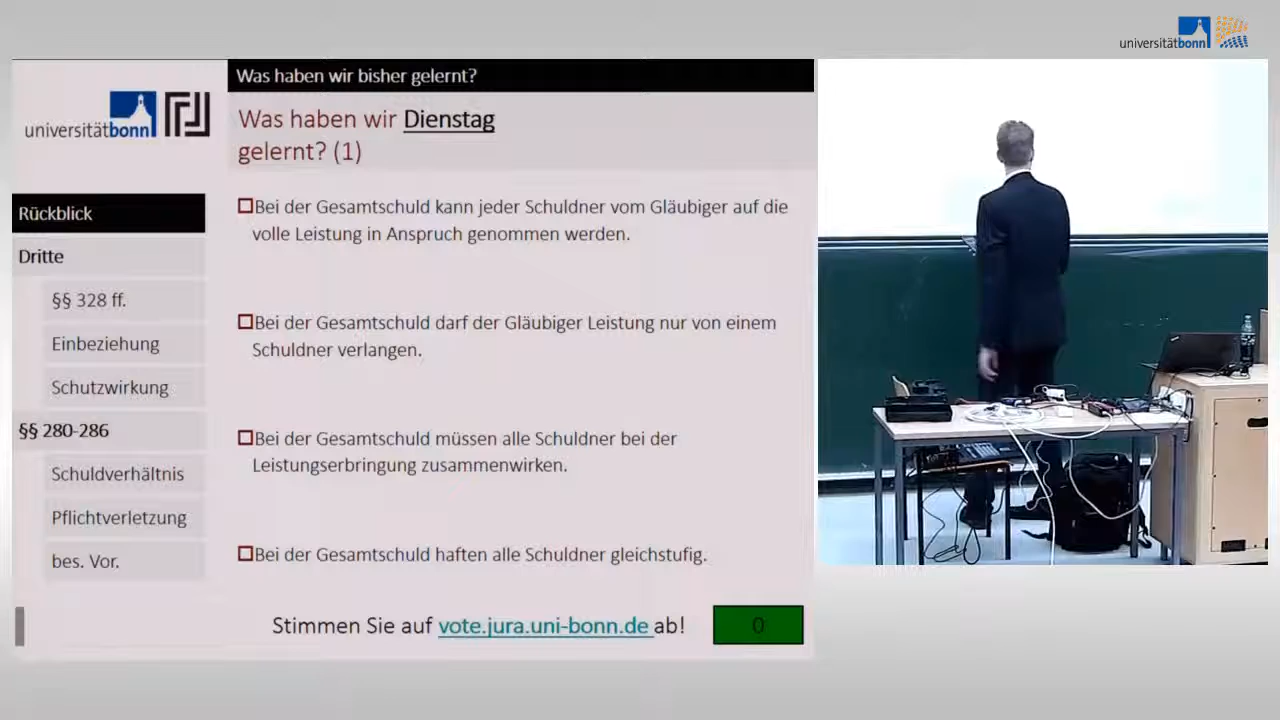 universitätbonn
Was haben wir bisher gelernt?
universitätbonn
Was haben wir Dienstag
gelernt? (1)
Rückblick
Dritte
§§ 328 ff.
Einbeziehung
Schutzwirkung
§§ 280-286
Schuldverhältnis
Pflichtverletzung
bes. Vor.
Bei der Gesamtschuld kann jeder Schuldner vom Gläubiger auf die
volle Leistung in Anspruch genommen werden.
Bei der Gesamtschuld darf der Gläubiger Leistung nur von einem
Schuldner verlangen.
Bei der Gesamtschuld müssen alle Schuldner bei der
Leistungserbringung zusammenwirken.
Bei der Gesamtschuld haften alle Schuldner gleichstufig.
Stimmen Sie auf vote.jura.uni-bonn.de ab!
0